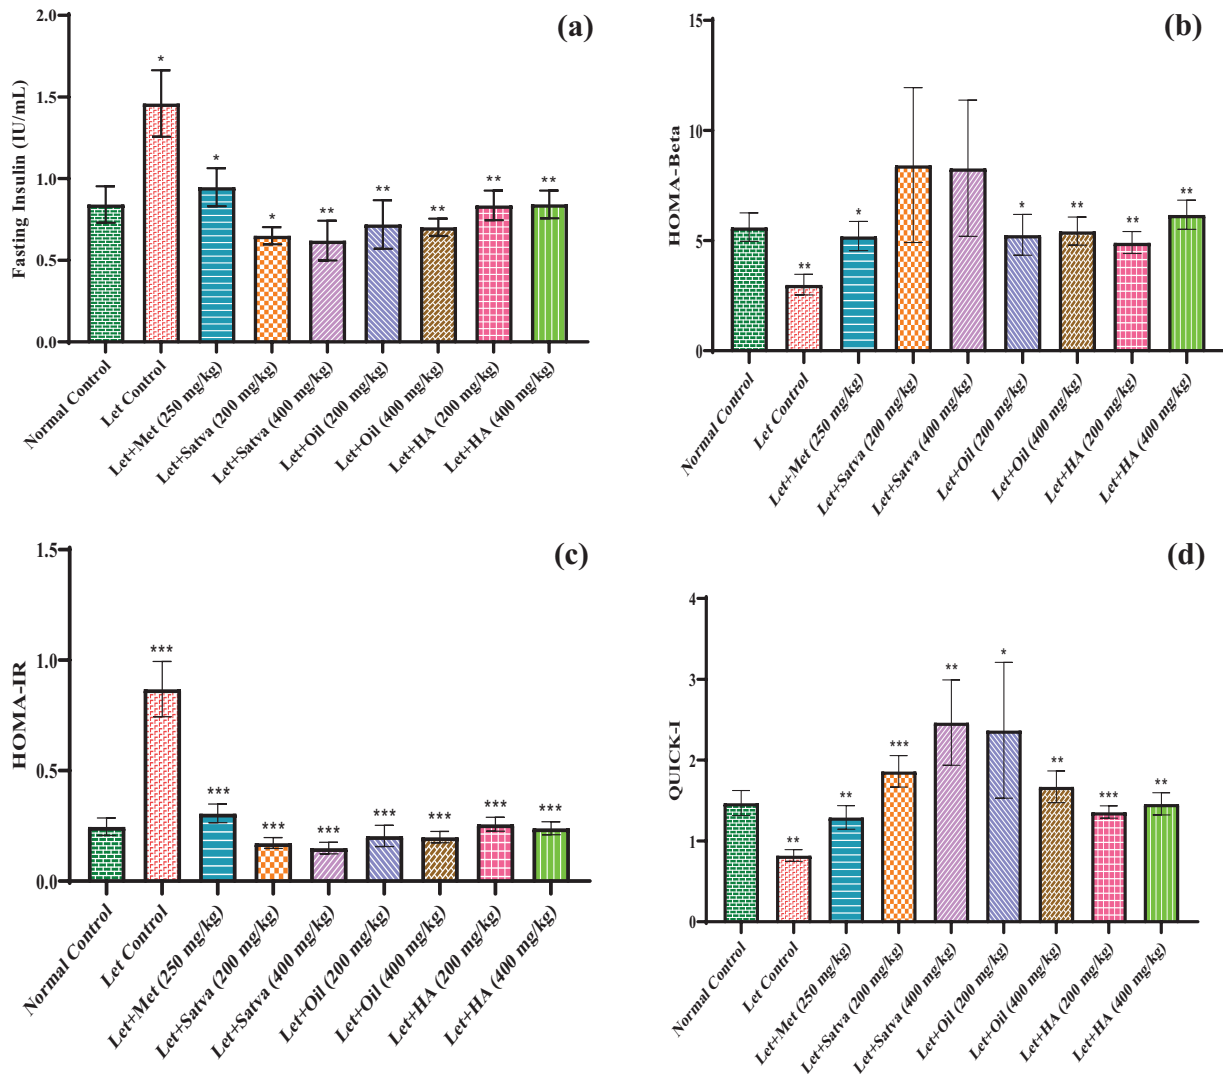 (a)
Fasting Insulin (IU/mL)
2.0
1.5
1.0
0.5
0.0
* * * ** ** ** ** **
Normal Control
Let Control
Let+Met (250 mg/kg)
Let+Satva (200 mg/kg)
Let+Satva (400 mg/kg)
Let+Oil (200 mg/kg)
Let+Oil (400 mg/kg)
Let+HA (200 mg/kg)
Let+HA (400 mg/kg)
(b)
HOMA-Beta
15
10
5
0
** * * ** ** **
Normal Control
Let Control
Let+Met (250 mg/kg)
Let+Satva (200 mg/kg)
Let+Satva (400 mg/kg)
Let+Oil (200 mg/kg)
Let+Oil (400 mg/kg)
Let+HA (200 mg/kg)
Let+HA (400 mg/kg)
(c)
HOMA-IR
1.5
1.0
0.5
0.0
*** *** *** *** *** *** *** ***
Normal Control
Let Control
Let+Met (250 mg/kg)
Let+Satva (200 mg/kg)
Let+Satva (400 mg/kg)
Let+Oil (200 mg/kg)
Let+Oil (400 mg/kg)
Let+HA (200 mg/kg)
Let+HA (400 mg/kg)
(d)
QUICK-I
4
3
2
1
0
** ** *** ** * ** *** **
Normal Control
Let Control
Let+Met (250 mg/kg)
Let+Satva (200 mg/kg)
Let+Satva (400 mg/kg)
Let+Oil (200 mg/kg)
Let+Oil (400 mg/kg)
Let+HA (200 mg/kg)
Let+HA (400 mg/kg)